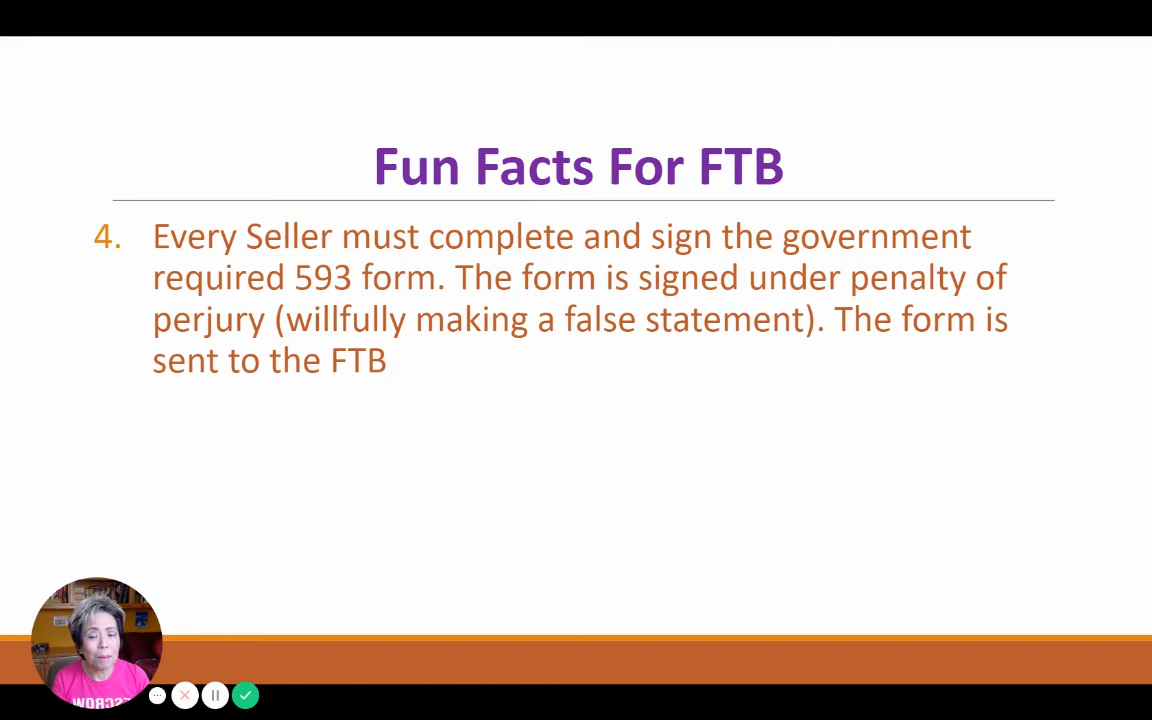 Fun Facts For FTB
4. Every Seller must complete and sign the government
required 593 form. The form is signed under penalty of
perjury (willfully making a false statement). The form is
sent to the FTB
ESCROW